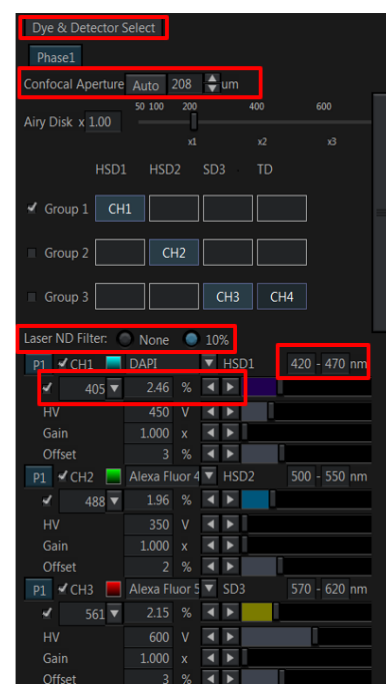 Dye & Detector Select
Phase1
Confocal Aperture Auto 208 um
50 100 200 400 600
Airy Disk x 1.00
x1 x2 x3
HSD1 HSD2 SD3 TD
Group 1 CH1
Group 2 CH2
Group 3 CH3 CH4
Laser ND Filter: None 10%
P1 CH1 DAPI HSD1 420 - 470 nm
405 2.46 %
HV 450 V
Gain 1.000 x
Offset 3 %
P1 CH2 Alexa Fluor 4 HSD2 500 - 550 nm
488 1.96 %
HV 350 V
Gain 1.000 x
Offset 2 %
P1 CH3 Alexa Fluor 5 SD3 570 - 620 nm
561 2.15 %
HV 600 V
Gain 1.000 x
Offset 3 %